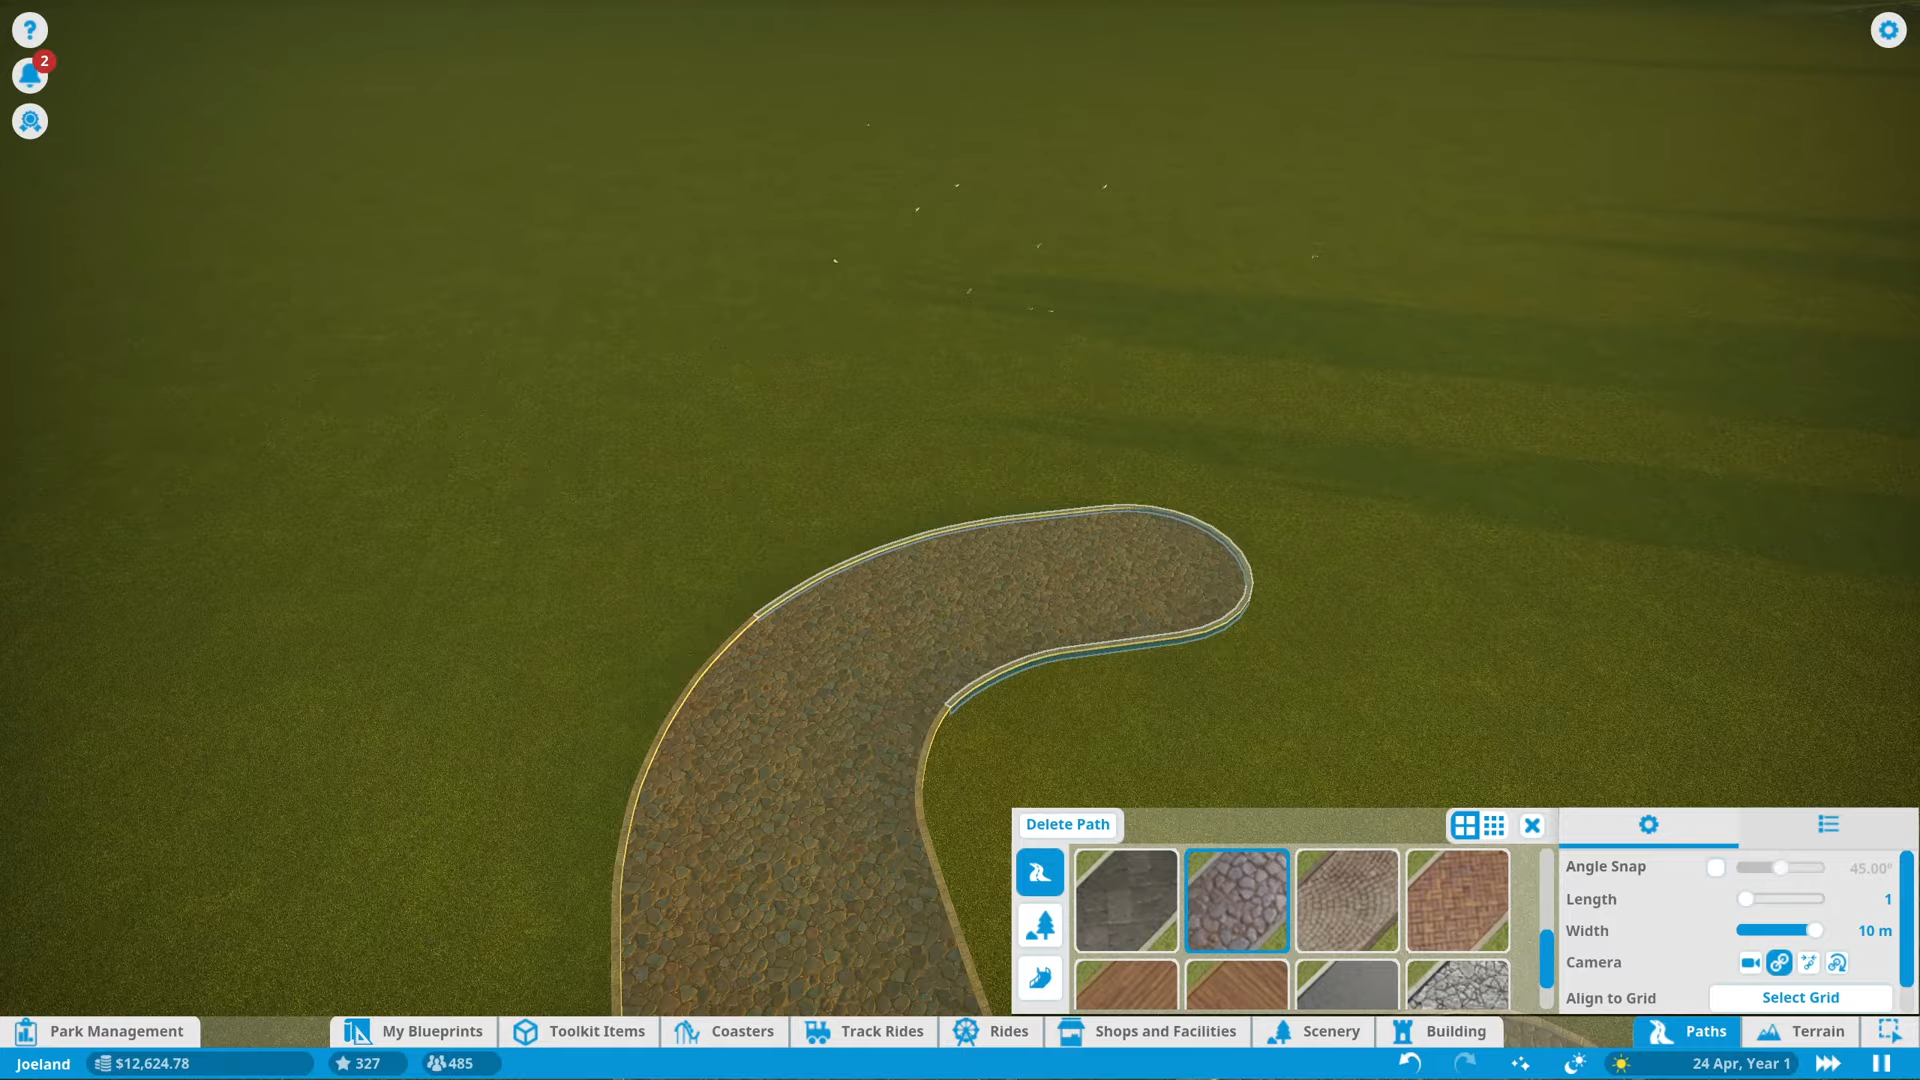 ?
2
Delete Path
Angle Snap 45.00°
Length 1
Width 10 m
Camera
Align to Grid Select Grid
Park Management My Blueprints Toolkit Items Coasters Track Rides Rides Shops and Facilities Scenery Building Paths Terrain
Joeland $12,624.78 327 485 24 Apr, Year 1